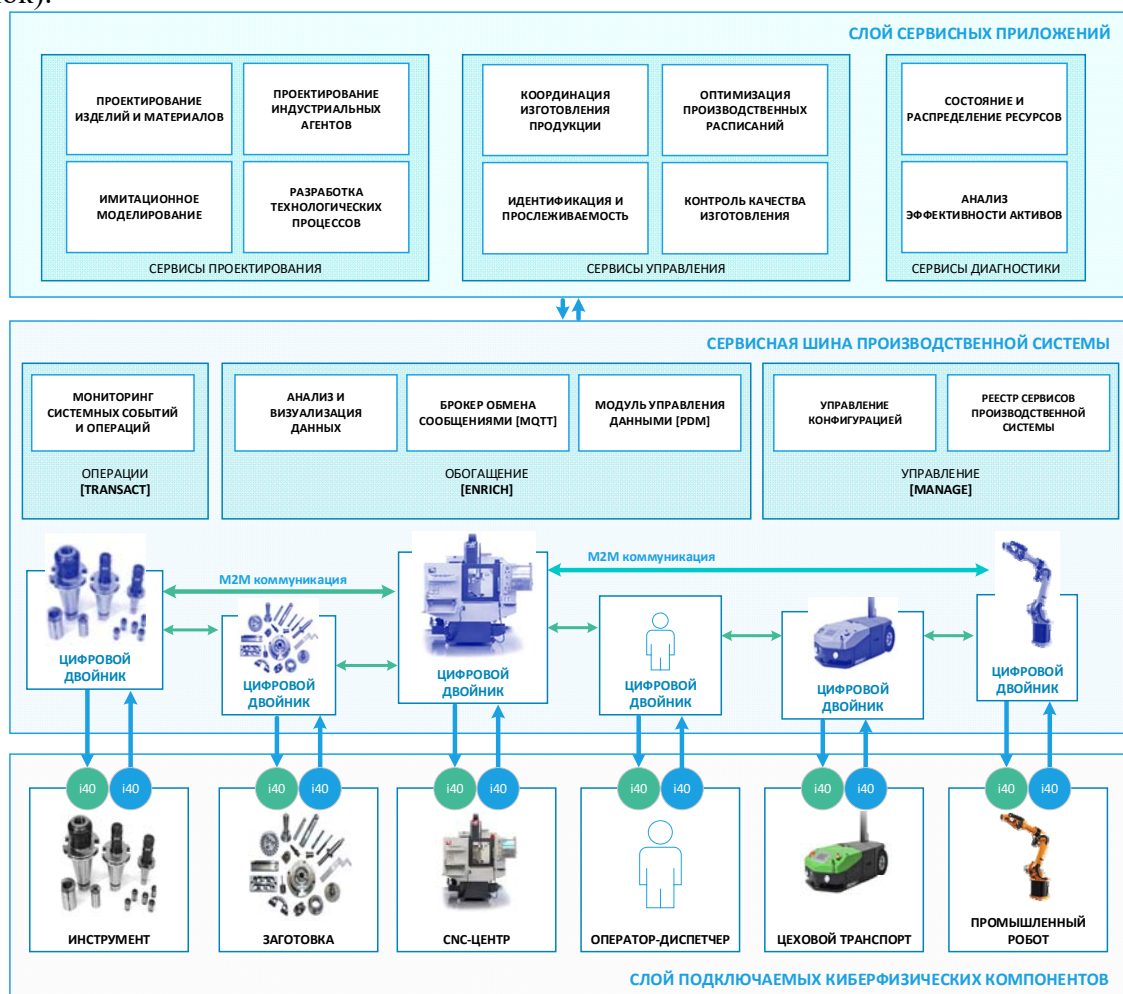 ок).
СЛОЙ СЕРВИСНЫХ ПРИЛОЖЕНИЙ
ПРОЕКТИРОВАНИЕ
ИЗДЕЛИЙ И МАТЕРИАЛОВ
ПРОЕКТИРОВАНИЕ
ИНДУСТРИАЛЬНЫХ
АГЕНТОВ
ИМИТАЦИОННОЕ
МОДЕЛИРОВАНИЕ
РАЗРАБОТКА
ТЕХНОЛОГИЧЕСКИХ
ПРОЦЕССОВ
СЕРВИСЫ ПРОЕКТИРОВАНИЯ
КООРДИНАЦИЯ
ИЗГОТОВЛЕНИЯ
ПРОДУКЦИИ
ОПТИМИЗАЦИЯ
ПРОИЗВОДСТВЕННЫХ
РАСПИСАНИЙ
ИДЕНТИФИКАЦИЯ И
ПРОСЛЕЖИВАЕМОСТЬ
КОНТРОЛЬ КАЧЕСТВА
ИЗГОТОВЛЕНИЯ
СЕРВИСЫ УПРАВЛЕНИЯ
СОСТОЯНИЕ И
РАСПРЕДЕЛЕНИЕ РЕСУРСОВ
АНАЛИЗ
ЭФФЕКТИВНОСТИ АКТИВОВ
СЕРВИСЫ ДИАГНОСТИКИ
СЕРВИСНАЯ ШИНА ПРОИЗВОДСТВЕННОЙ СИСТЕМЫ
МОНИТОРИНГ
СИСТЕМНЫХ СОБЫТИЙ
И ОПЕРАЦИЙ
ОПЕРАЦИИ
[TRANSACT]
АНАЛИЗ И
ВИЗУАЛИЗАЦИЯ
ДАННЫХ
БРОКЕР ОБМЕНА
СООБЩЕНИЯМИ [MQTT]
МОДУЛЬ УПРАВЛЕНИЯ
ДАННЫМИ [PDM]
ОБОГАЩЕНИЕ
[ENRICH]
УПРАВЛЕНИЕ
КОНФИГУРАЦИЕЙ
РЕЕСТР СЕРВИСОВ
ПРОИЗВОДСТВЕННОЙ
СИСТЕМЫ
УПРАВЛЕНИЕ
[MANAGE]
M2M коммуникация
M2M коммуникация
ЦИФРОВОЙ
ДВОЙНИК
ЦИФРОВОЙ
ДВОЙНИК
ЦИФРОВОЙ
ДВОЙНИК
ЦИФРОВОЙ
ДВОЙНИК
ЦИФРОВОЙ
ДВОЙНИК
ЦИФРОВОЙ
ДВОЙНИК
i40 i40
i40 i40
i40 i40
i40 i40
i40 i40
i40 i40
ИНСТРУМЕНТ
ЗАГОТОВКА
CNC-ЦЕНТР
ОПЕРАТОР-ДИСПЕТЧЕР
ЦЕХОВОЙ ТРАНСПОРТ
ПРОМЫШЛЕННЫЙ
РОБОТ
СЛОЙ ПОДКЛЮЧАЕМЫХ КИБЕРФИЗИЧЕСКИХ КОМПОНЕНТОВ